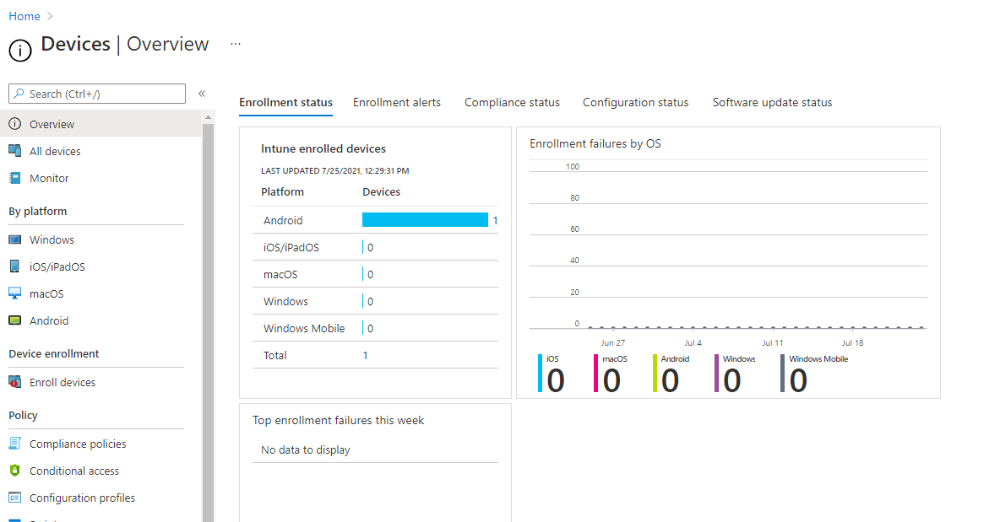 Home
Devices | Overview ...
Search (Ctrl+/)
«
Overview
All devices
Monitor
By platform
Windows
iOS/iPadOS
macOS
Android
Device enrollment
Enroll devices
Policy
Compliance policies
Conditional access
Configuration profiles
Enrollment status Enrollment alerts Compliance status Configuration status Software update status
Intune enrolled devices
LAST UPDATED 7/25/2021, 12:29:31 PM
Platform Devices
Android 1
iOS/iPadOS 0
macOS 0
Windows 0
Windows Mobile 0
Total 1
Enrollment failures by OS
100
80
60
40
20
0
Jun 27 Jul 4 Jul 11 Jul 18
iOS macOS Android Windows Windows Mobile
0 0 0 0 0
Top enrollment failures this week
No data to display